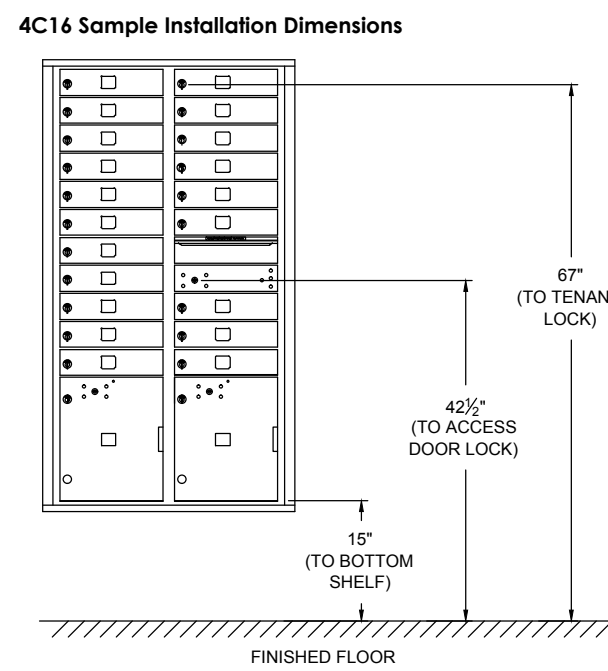 4C16 Sample Installation Dimensions
67"
(TO TENAN
LOCK)
42½"
(TO ACCESS
DOOR LOCK)
15"
(TO BOTTOM
SHELF)
FINISHED FLOOR